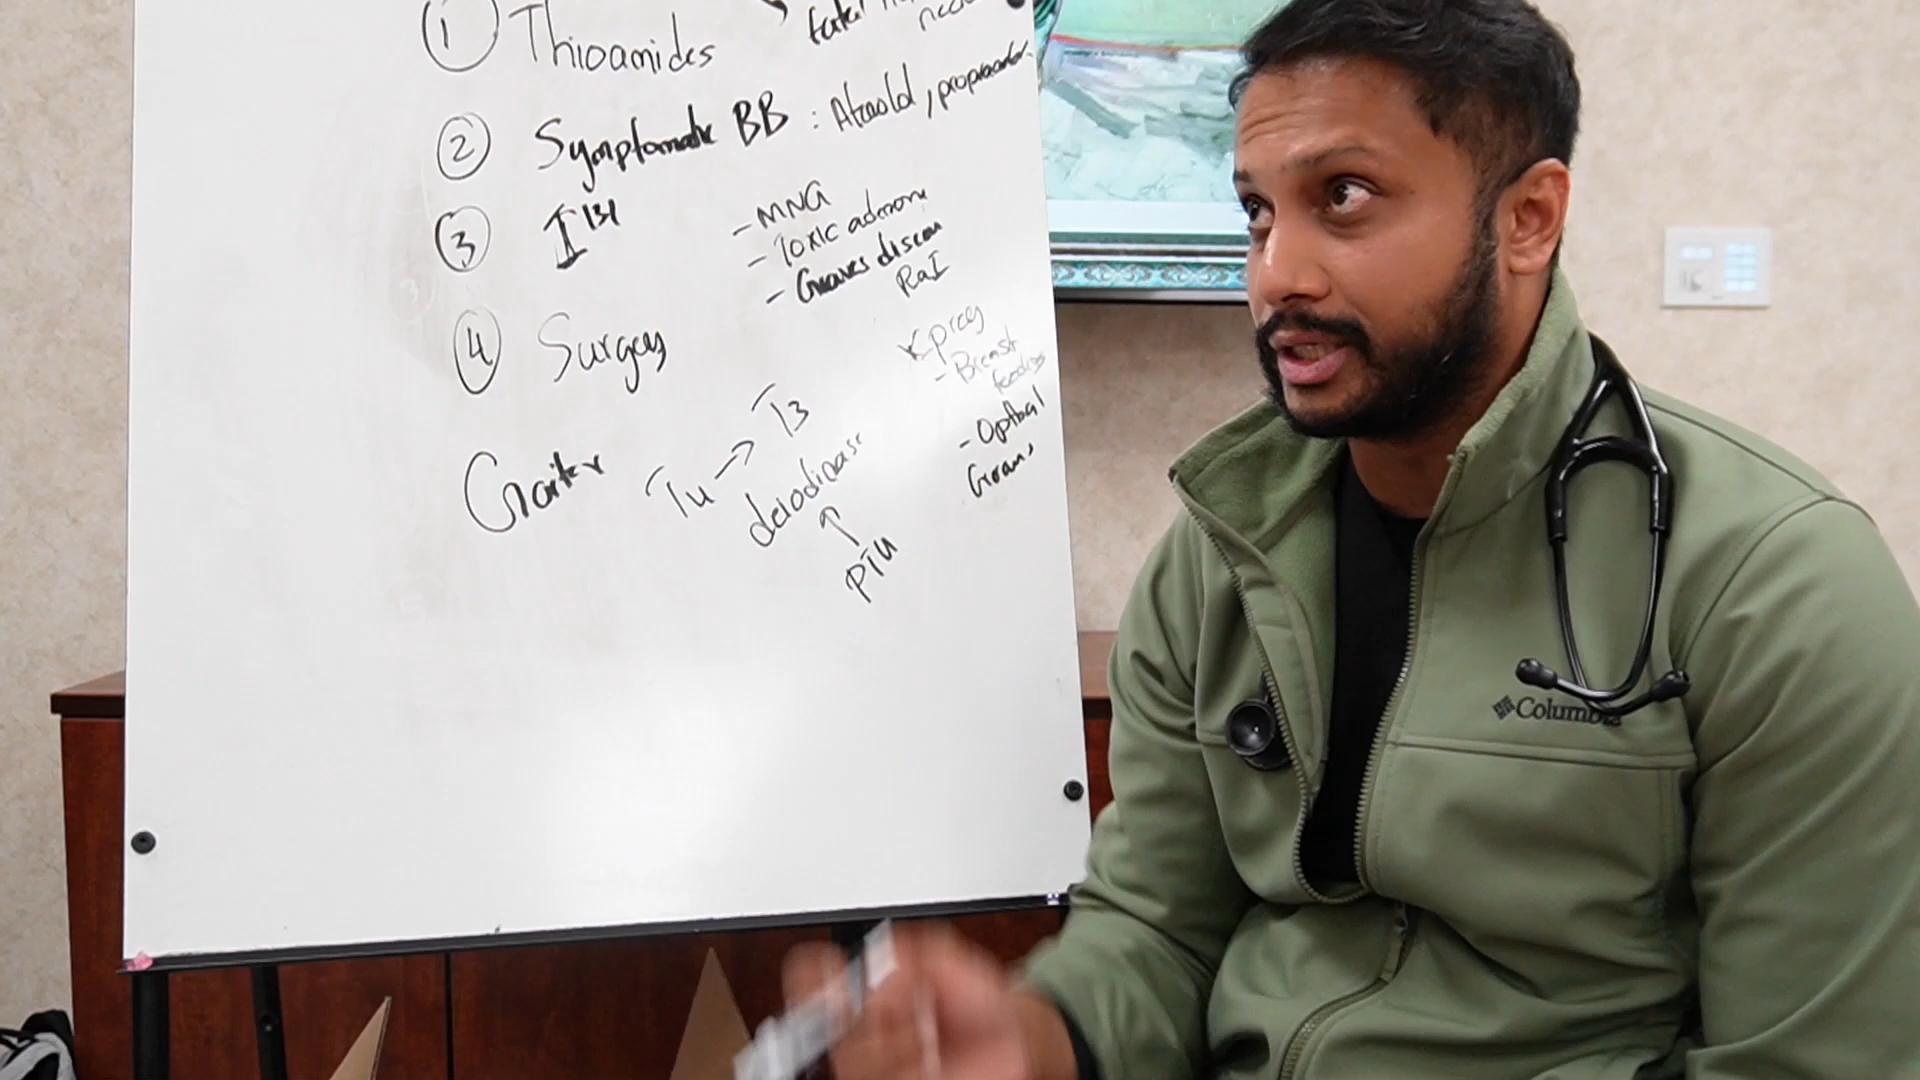 ① Thioamides
② Symptomatic BB : Atenolol, propranolol
③ I¹³¹
- MNG
- Toxic adenoma
- Graves disease
RaI
④ Surgery
x preg
- Breast
feeding
- Opthal
Graves
Goiter
T4 → T3
deiodinase
↑
PTU
Columbia